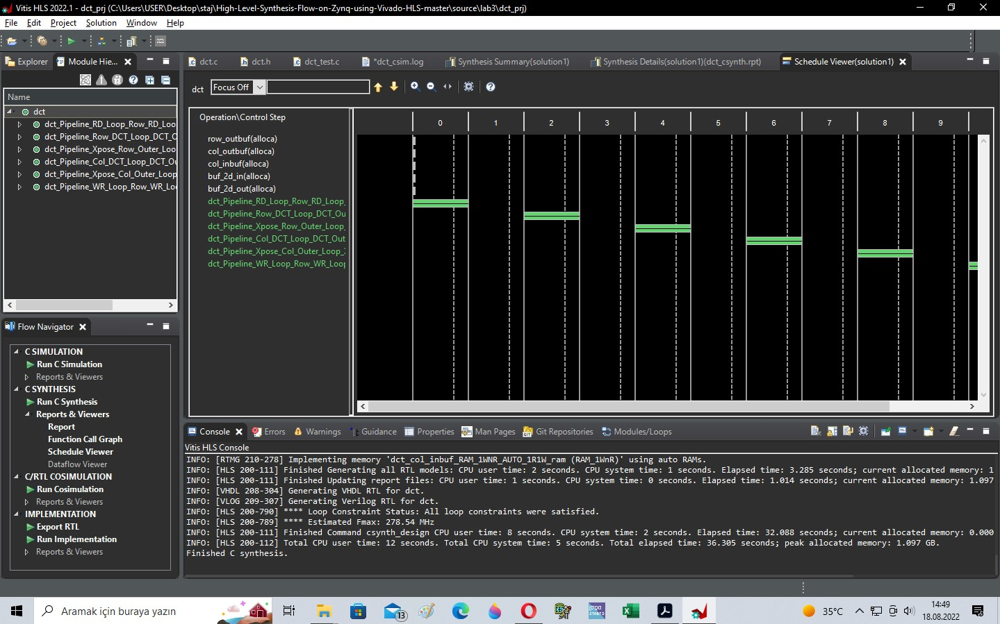 Vitis HLS 2022.1 - dct_prj (C:\Users\USER\Desktop\staj\High-Level-Synthesis-Flow-on-Zynq-using-Vivado-HLS-master\source\lab3\dct_prj)
File Edit Project Solution Window Help
Explorer Module Hie...
Name
dct
dct_Pipeline_RD_Loop_Row_RD_Loo
dct_Pipeline_Row_DCT_Loop_DCT_O
dct_Pipeline_Xpose_Row_Outer_Loo
dct_Pipeline_Col_DCT_Loop_DCT_Ou
dct_Pipeline_Xpose_Col_Outer_Loop
dct_Pipeline_WR_Loop_Row_WR_Loo
Flow Navigator
C SIMULATION
Run C Simulation
Reports & Viewers
C SYNTHESIS
Run C Synthesis
Reports & Viewers
Report
Function Call Graph
Schedule Viewer
Dataflow Viewer
C/RTL COSIMULATION
Run Cosimulation
Reports & Viewers
IMPLEMENTATION
Export RTL
Run Implementation
Reports & Viewers
dct.c dct.h dct_test.c *dct_csim.log Synthesis Summary(solution1) Synthesis Details(solution1)(dct_csynth.rpt) Schedule Viewer(solution1)
dct Focus Off
Operation\Control Step 0 1 2 3 4 5 6 7 8 9
row_outbuf(alloca)
col_outbuf(alloca)
col_inbuf(alloca)
buf_2d_in(alloca)
buf_2d_out(alloca)
dct_Pipeline_RD_Loop_Row_RD_Loop_
dct_Pipeline_Row_DCT_Loop_DCT_Ou
dct_Pipeline_Xpose_Row_Outer_Loop_
dct_Pipeline_Col_DCT_Loop_DCT_Out
dct_Pipeline_Xpose_Col_Outer_Loop_
dct_Pipeline_WR_Loop_Row_WR_Loop
Console Errors Warnings Guidance Properties Man Pages Git Repositories Modules/Loops
Vitis HLS Console
INFO: [RTMG 210-278] Implementing memory 'dct_col_inbuf_RAM_1WNR_AUTO_1R1W_ram (RAM_1WnR)' using auto RAMs.
INFO: [HLS 200-111] Finished Generating all RTL models: CPU user time: 2 seconds. CPU system time: 1 seconds. Elapsed time: 3.285 seconds; current allocated memory: 1
INFO: [HLS 200-111] Finished Updating report files: CPU user time: 1 seconds. CPU system time: 0 seconds. Elapsed time: 1.014 seconds; current allocated memory: 1.097
INFO: [VHDL 208-304] Generating VHDL RTL for dct.
INFO: [VLOG 209-307] Generating Verilog RTL for dct.
INFO: [HLS 200-790] **** Loop Constraint Status: All loop constraints were satisfied.
INFO: [HLS 200-789] **** Estimated Fmax: 278.54 MHz
INFO: [HLS 200-111] Finished Command csynth_design CPU user time: 8 seconds. CPU system time: 2 seconds. Elapsed time: 32.088 seconds; current allocated memory: 0.000
INFO: [HLS 200-112] Total CPU user time: 12 seconds. Total CPU system time: 5 seconds. Total elapsed time: 36.305 seconds; peak allocated memory: 1.097 GB.
Finished C synthesis.
Aramak için buraya yazın
13
35°C
14:49
18.08.2022